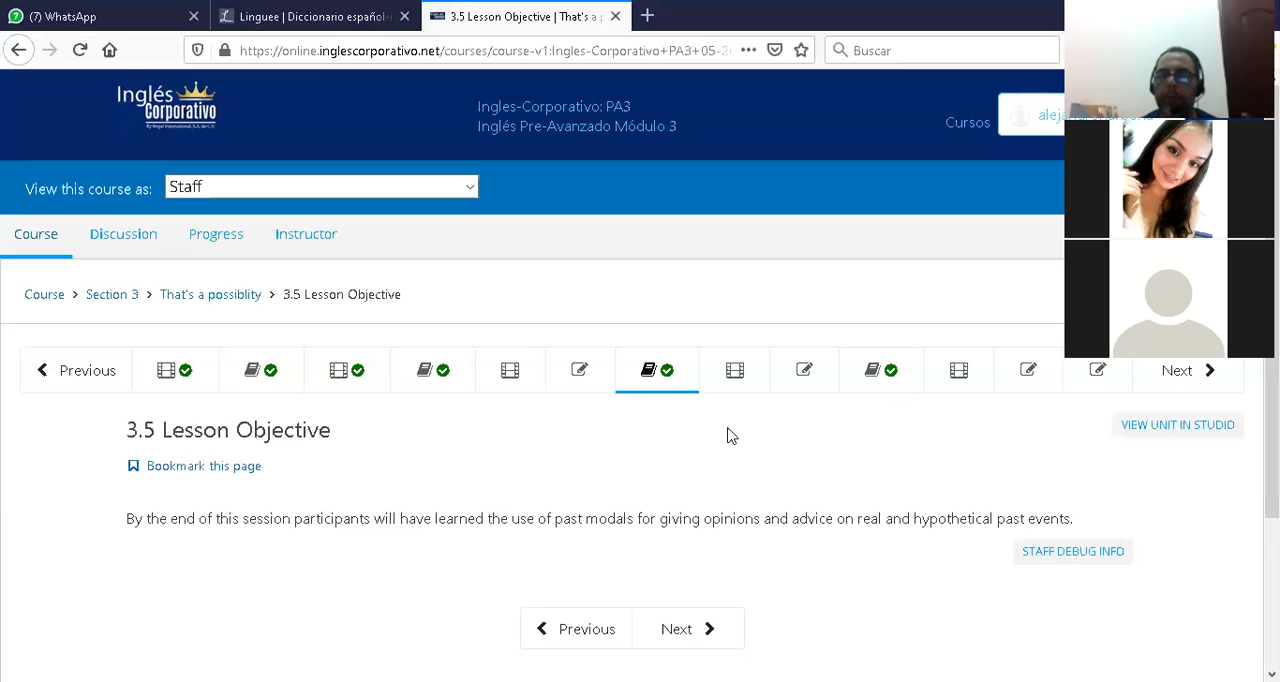 (7) WhatsApp
Linguee | Diccionario español-
3.5 Lesson Objective | That's a p
https://online.inglescorporativo.net/courses/course-v1:Ingles-Corporativo+PA3+05-2
Buscar
Inglés
Corporativo
Ingles-Corporativo: PA3
Inglés Pre-Avanzado Módulo 3
Cursos
View this course as:
Staff
Course
Discussion
Progress
Instructor
Course > Section 3 > That's a possiblity > 3.5 Lesson Objective
Previous
Next
3.5 Lesson Objective
VIEW UNIT IN STUDIO
Bookmark this page
By the end of this session participants will have learned the use of past modals for giving opinions and advice on real and hypothetical past events.
STAFF DEBUG INFO
Previous
Next